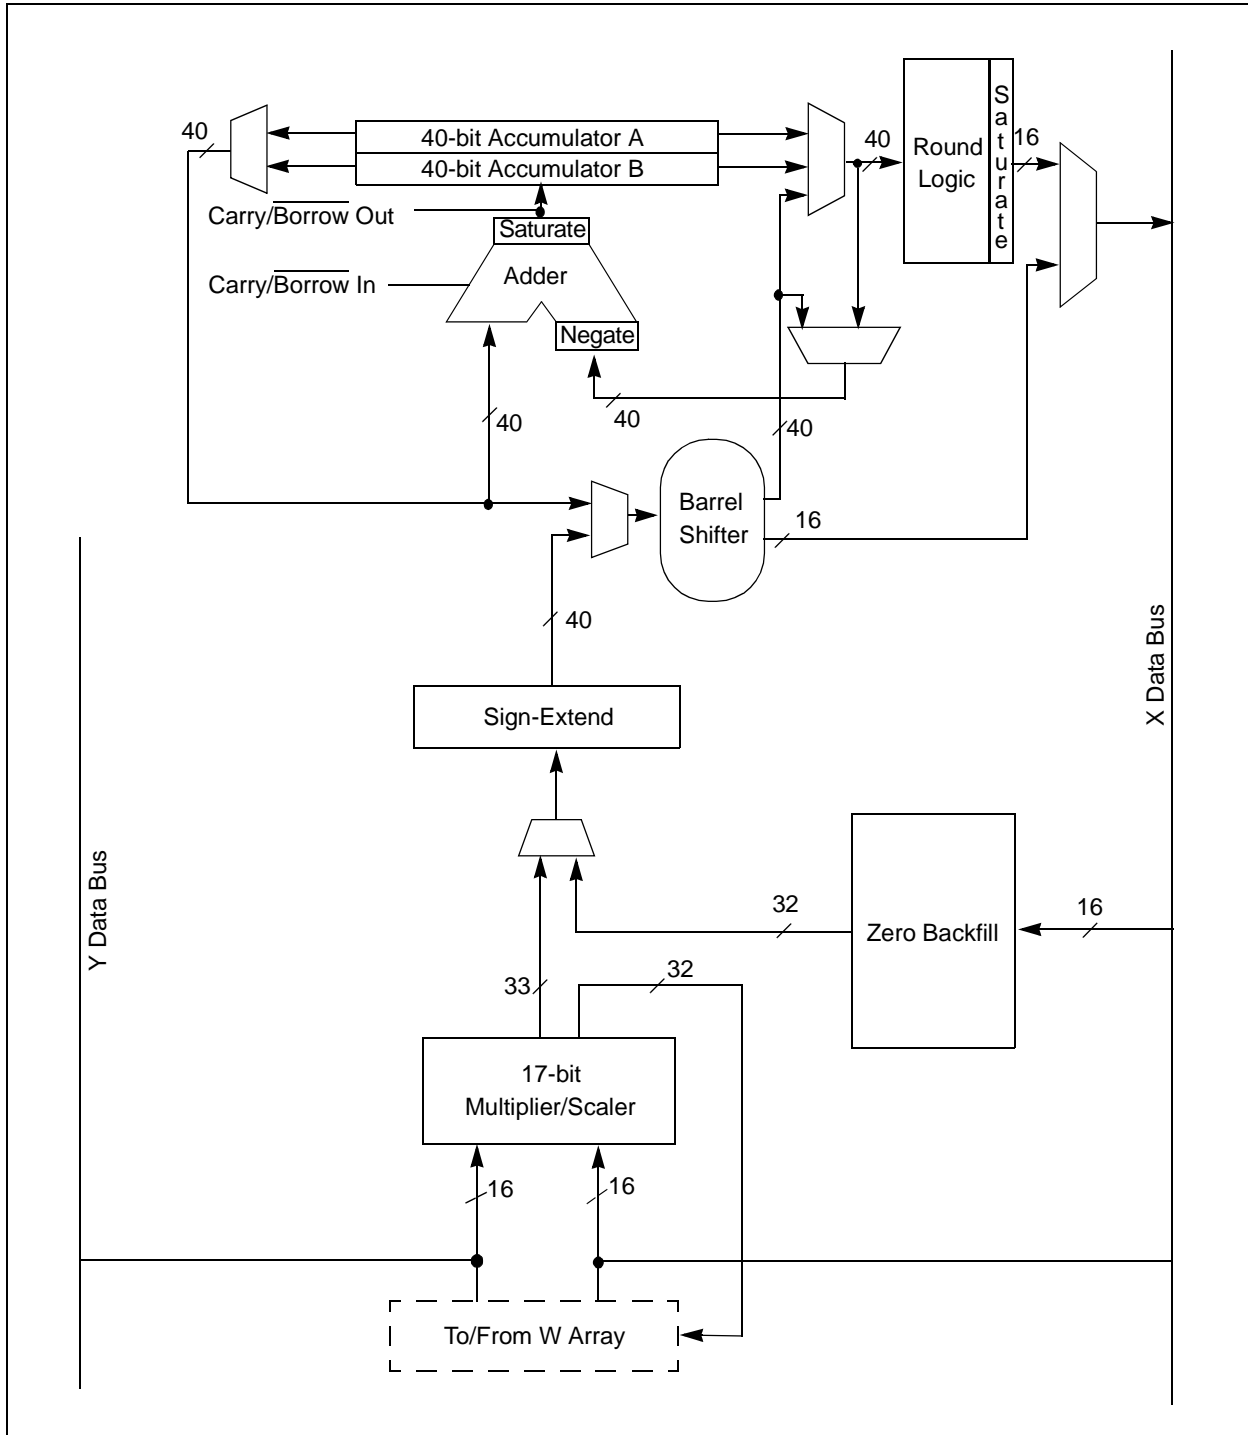 40
40-bit Accumulator A
40-bit Accumulator B
40
Round
Logic
Saturate
16
Carry/Borrow Out
Saturate
Carry/Borrow In
Adder
Negate
40
40
40
Barrel
Shifter
16
40
Sign-Extend
X Data Bus
Y Data Bus
32
Zero Backfill
16
33
32
17-bit
Multiplier/Scaler
16
16
To/From W Array